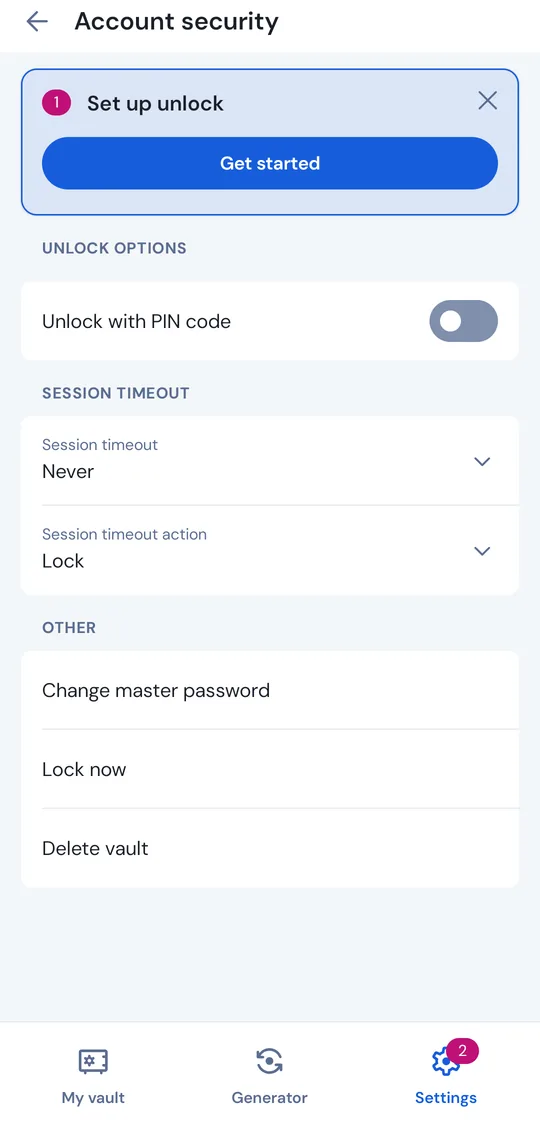 Account security
1 Set up unlock
Get started
UNLOCK OPTIONS
Unlock with PIN code
SESSION TIMEOUT
Session timeout
Never
Session timeout action
Lock
OTHER
Change master password
Lock now
Delete vault
2
My vault Generator Settings